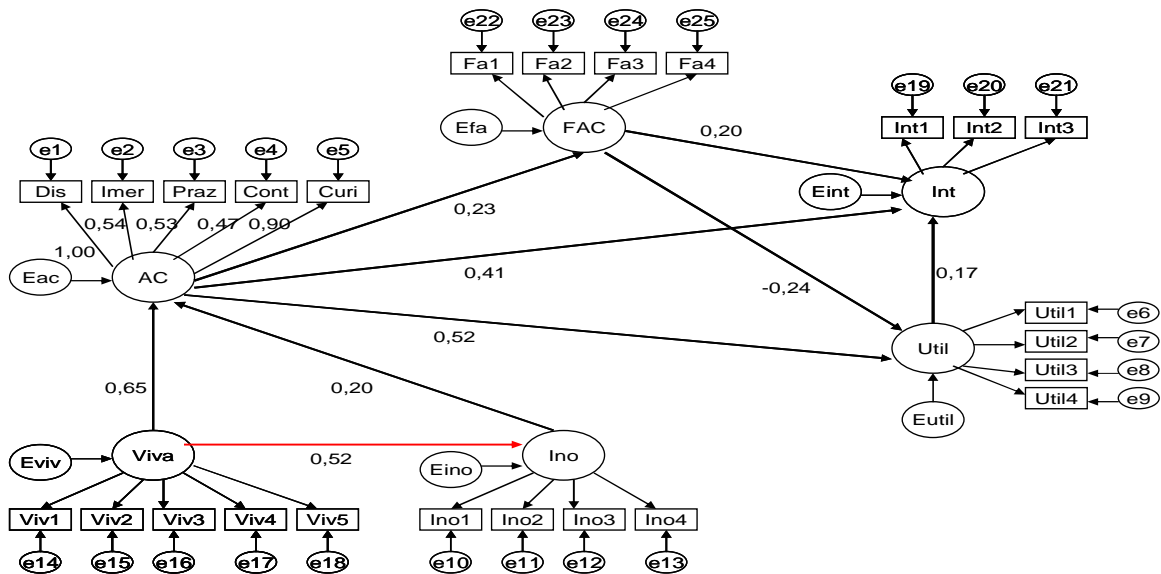 e22 e23 e24 e25
Fa1 Fa2 Fa3 Fa4
e19 e20 e21
Efa FAC 0,20 Int1 Int2 Int3
e1 e2 e3 e4 e5
Dis Imer Praz Cont Curi
Eint Int
0,54 0,53 0,47 0,90 0,23
1,00
Eac AC 0,41 0,17
-0,24
Util1 e6
0,52 Util Util2 e7
Util3 e8
0,65 0,20 Util4 e9
Eutil
Eviv Viva 0,52 Eino Ino
Viv1 Viv2 Viv3 Viv4 Viv5 Ino1 Ino2 Ino3 Ino4
e14 e15 e16 e17 e18 e10 e11 e12 e13